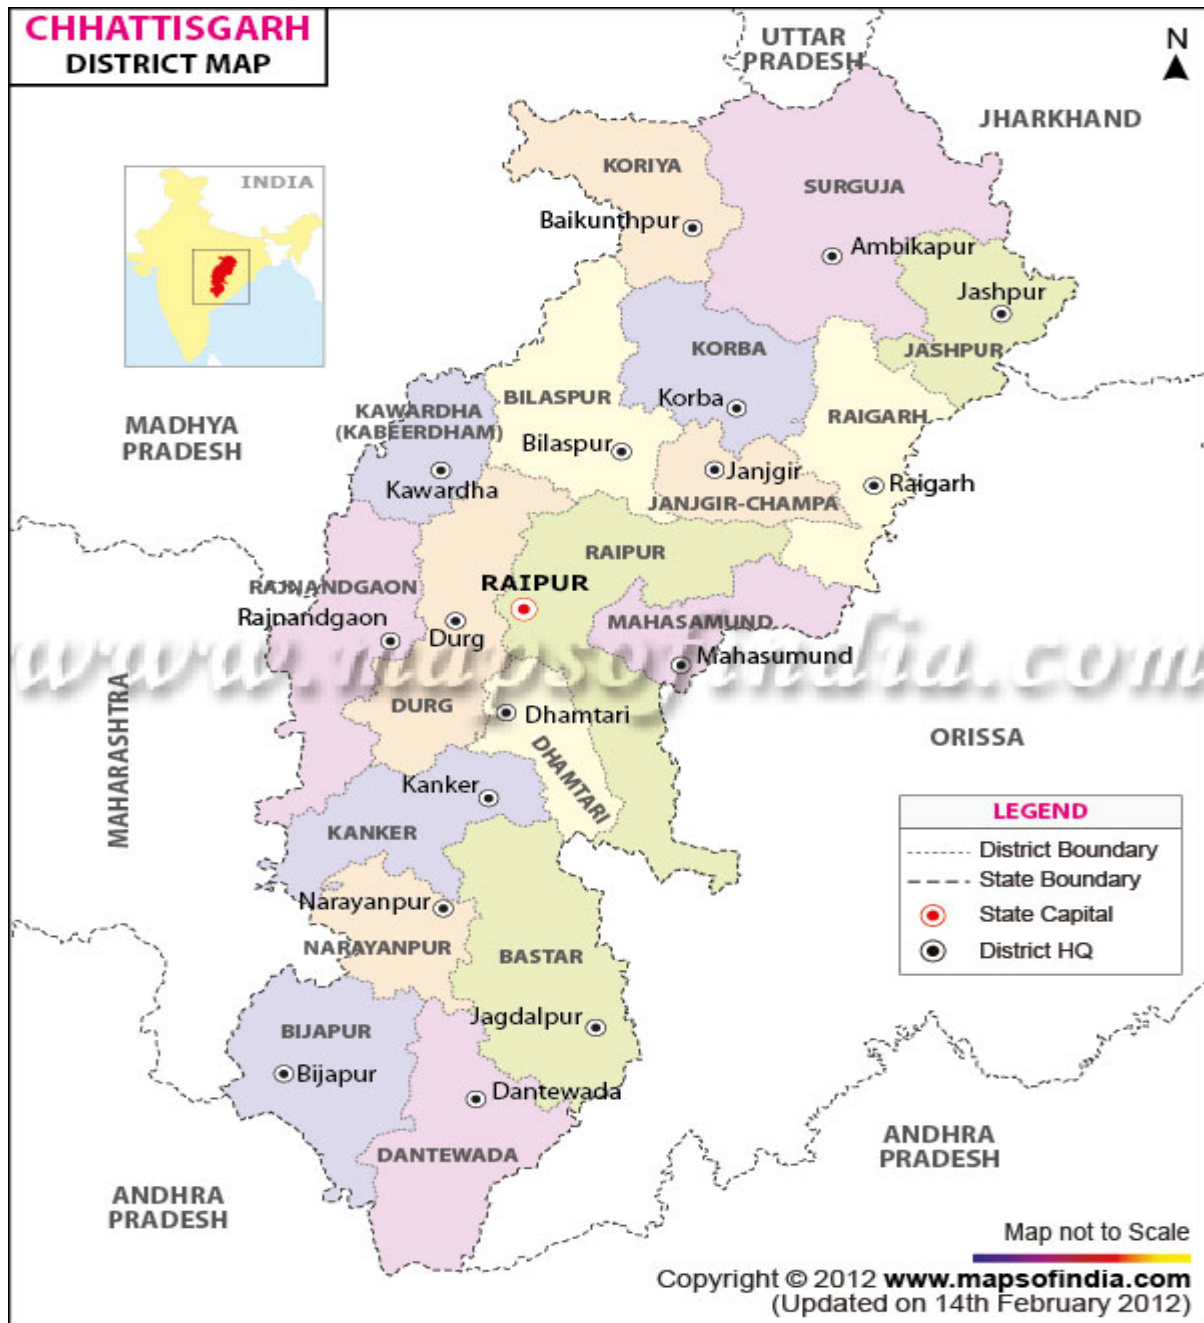 CHHATTISGARH
DISTRICT MAP
UTTAR
PRADESH
N
JHARKHAND
INDIA
KORIYA
SURGUJA
Baikunthpur
Ambikapur
Jashpur
JASHPUR
KORBA
Korba
BILASPUR
Bilaspur
RAIGARH
Raigarh
KAWARDHA
(KABEERDHAM)
Kawardha
MADHYA
PRADESH
Janjgir
JANJGIR-CHAMPA
RAIPUR
RAIPUR
RAJNANDGAON
Rajnandgaon
Durg
DURG
MAHASAMUND
Mahasumund
www.mapsofindia.com
MAHARASHTRA
Dhamtari
DHAMTARI
ORISSA
Kanker
KANKER
LEGEND
District Boundary
State Boundary
State Capital
District HQ
Narayanpur
NARAYANPUR
BASTAR
Jagdalpur
BIJAPUR
Bijapur
Dantewada
DANTEWADA
ANDHRA
PRADESH
ANDHRA
PRADESH
Map not to Scale
Copyright © 2012 www.mapsofindia.com
(Updated on 14th February 2012)